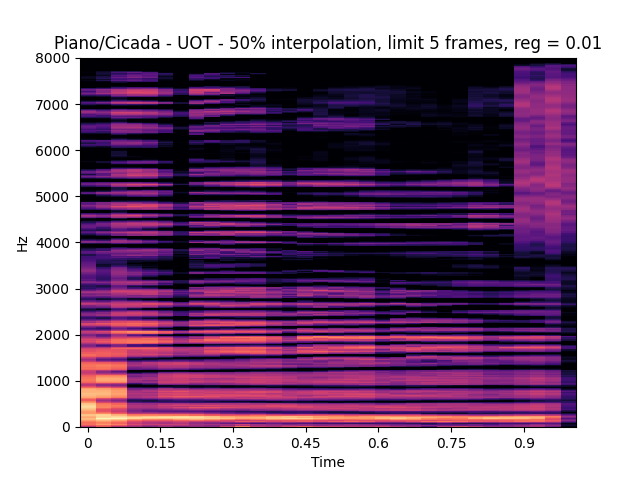 Piano/Cicada - UOT - 50% interpolation, limit 5 frames, reg = 0.01
8000
7000
6000
5000
4000
3000
2000
1000
0
Hz
0 0.15 0.3 0.45 0.6 0.75 0.9
Time